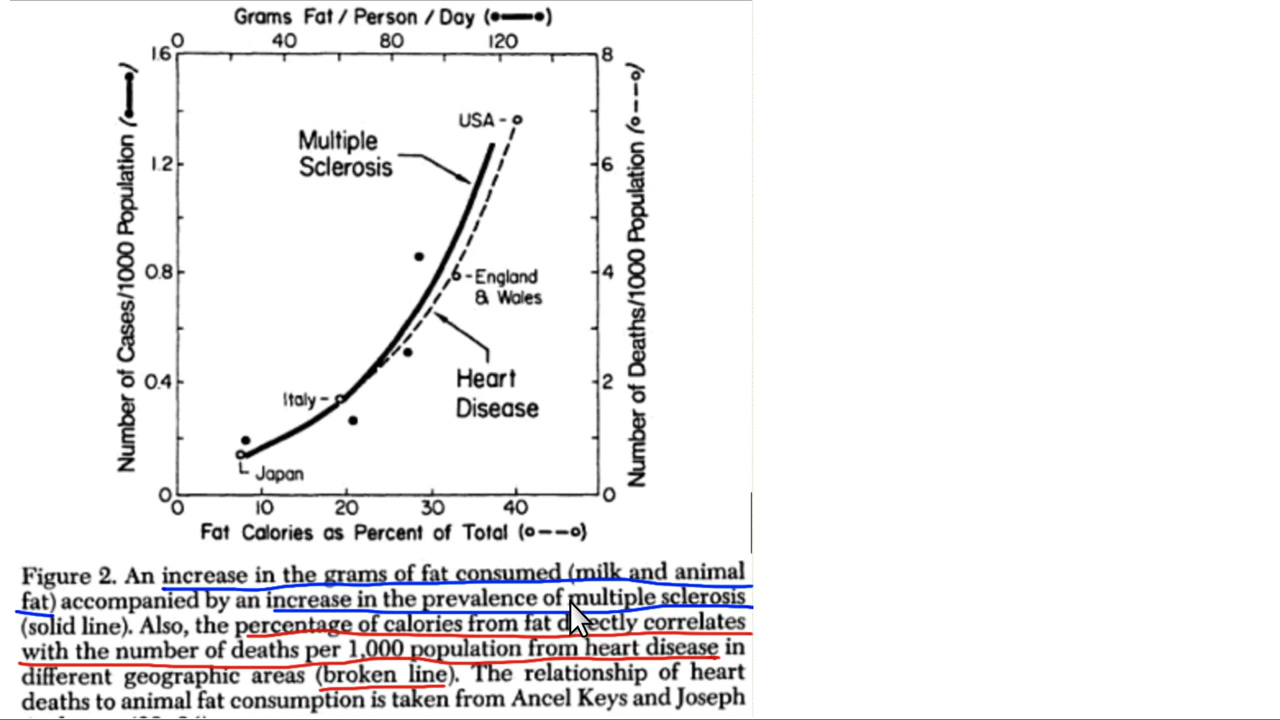 Grams Fat / Person / Day (●—●)
0 40 80 120
1.6 8
USA
Multiple
Sclerosis
1.2 6
0.8 4
England
& Wales
Heart
Disease
0.4 2
Italy
Japan
0 0
10 20 30 40
Number of Cases/1000 Population (●—●)
Number of Deaths/1000 Population (o--o)
Fat Calories as Percent of Total (o--o)
Figure 2. An increase in the grams of fat consumed (milk and animal
fat) accompanied by an increase in the prevalence of multiple sclerosis
(solid line). Also, the percentage of calories from fat directly correlates
with the number of deaths per 1,000 population from heart disease in
different geographic areas (broken line). The relationship of heart
deaths to animal fat consumption is taken from Ancel Keys and Joseph